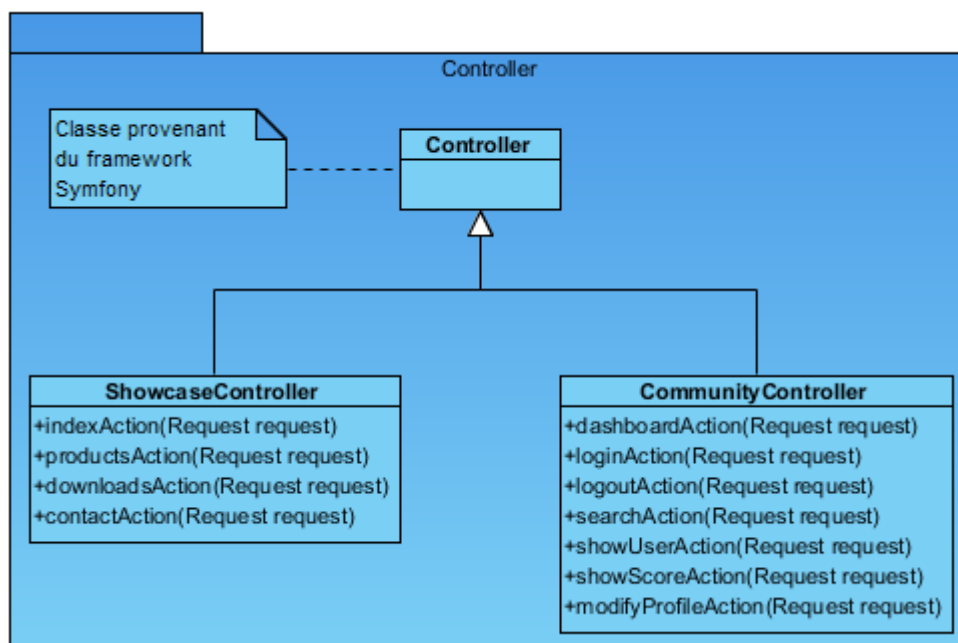 Controller
Classe provenant
du framework
Symfony
Controller
ShowcaseController
+indexAction(Request request)
+productsAction(Request request)
+downloadsAction(Request request)
+contactAction(Request request)
CommunityController
+dashboardAction(Request request)
+loginAction(Request request)
+logoutAction(Request request)
+searchAction(Request request)
+showUserAction(Request request)
+showScoreAction(Request request)
+modifyProfileAction(Request request)